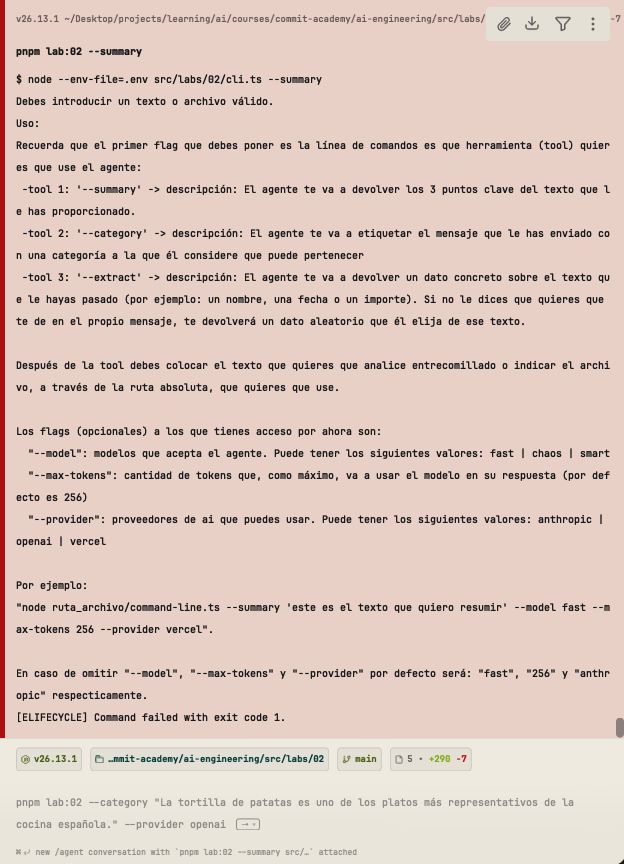 v26.13.1 ~/Desktop/projects/learning/ai/courses/commit-academy/ai-engineering/src/labs/ -7
pnpm lab:02 --summary
$ node --env-file=.env src/labs/02/cli.ts --summary
Debes introducir un texto o archivo válido.
Uso:
Recuerda que el primer flag que debes poner es la línea de comandos es que herramienta (tool) quier
es que use el agente:
-tool 1: '--summary' -> descripción: El agente te va a devolver los 3 puntos clave del texto que l
e has proporcionado.
-tool 2: '--category' -> descripción: El agente te va a etiquetar el mensaje que le has enviado co
n una categoría a la que él considere que puede pertenecer
-tool 3: '--extract' -> descripción: El agente te va a devolver un dato concreto sobre el texto qu
e le hayas pasado (por ejemplo: un nombre, una fecha o un importe). Si no le dices que quieres que
te de en el propio mensaje, te devolverá un dato aleatorio que él elija de ese texto.
Después de la tool debes colocar el texto que quieres que analice entrecomillado o indicar el archi
vo, a través de la ruta absoluta, que quieres que use.
Los flags (opcionales) a los que tienes acceso por ahora son:
"--model": modelos que acepta el agente. Puede tener los siguientes valores: fast | chaos | smart
"--max-tokens": cantidad de tokens que, como máximo, va a usar el modelo en su respuesta (por def
ecto es 256)
"--provider": proveedores de ai que puedes usar. Puede tener los siguientes valores: anthropic |
openai | vercel
Por ejemplo:
"node ruta_archivo/command-line.ts --summary 'este es el texto que quiero resumir' --model fast --m
ax-tokens 256 --provider vercel".
En caso de omitir "--model", "--max-tokens" y "--provider" por defecto será: "fast", "256" y "anthr
opic" respecticamente.
[ELIFECYCLE] Command failed with exit code 1.
v26.13.1 …mmit-academy/ai-engineering/src/labs/02 main 5 • +290 -7
pnpm lab:02 --category "La tortilla de patatas es uno de los platos más representativos de la
cocina española." --provider openai
⌘↵ new /agent conversation with `pnpm lab:02 --summary src/…` attached